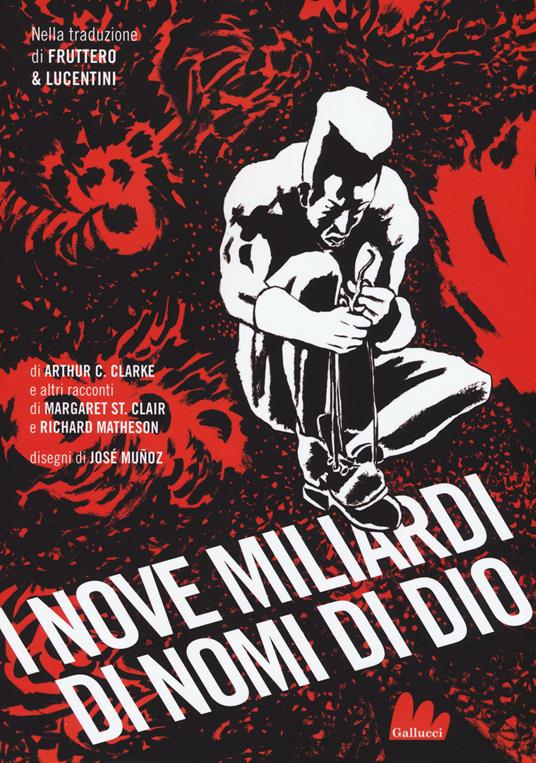 Nella traduzione
di FRUTTERO
& LUCENTINI
di ARTHUR C. CLARKE
e altri racconti
di MARGARET ST. CLAIR
e RICHARD MATHESON
disegni di JOSÉ MUÑOZ
I NOVE MILIARDI
DI NOMI DI DIO
Gallucci